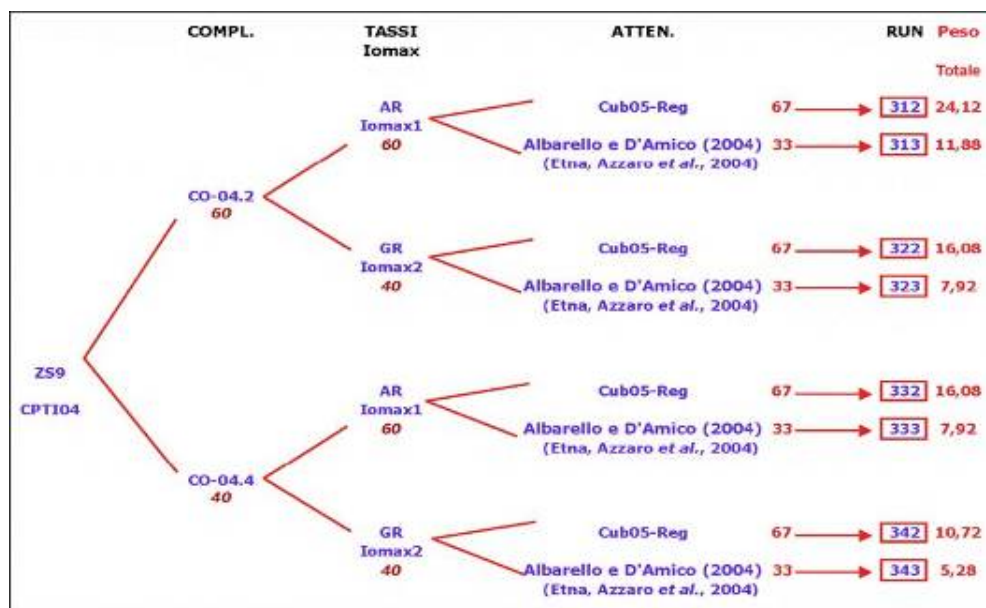 COMPL. TASSI ATTEN. RUN Peso
Iomax
Totale
AR Cub05-Reg 67 312 24,12
Iomax1
60 Albarello e D'Amico (2004) 33 313 11,88
(Etna, Azzaro et al., 2004)
CO-04.2
60
GR Cub05-Reg 67 322 16,08
Iomax2
40 Albarello e D'Amico (2004) 33 323 7,92
(Etna, Azzaro et al., 2004)
ZS9
CPTI04
AR Cub05-Reg 67 332 16,08
Iomax1
60 Albarello e D'Amico (2004) 33 333 7,92
(Etna, Azzaro et al., 2004)
CO-04.4
40
GR Cub05-Reg 67 342 10,72
Iomax2
40 Albarello e D'Amico (2004) 33 343 5,28
(Etna, Azzaro et al., 2004)